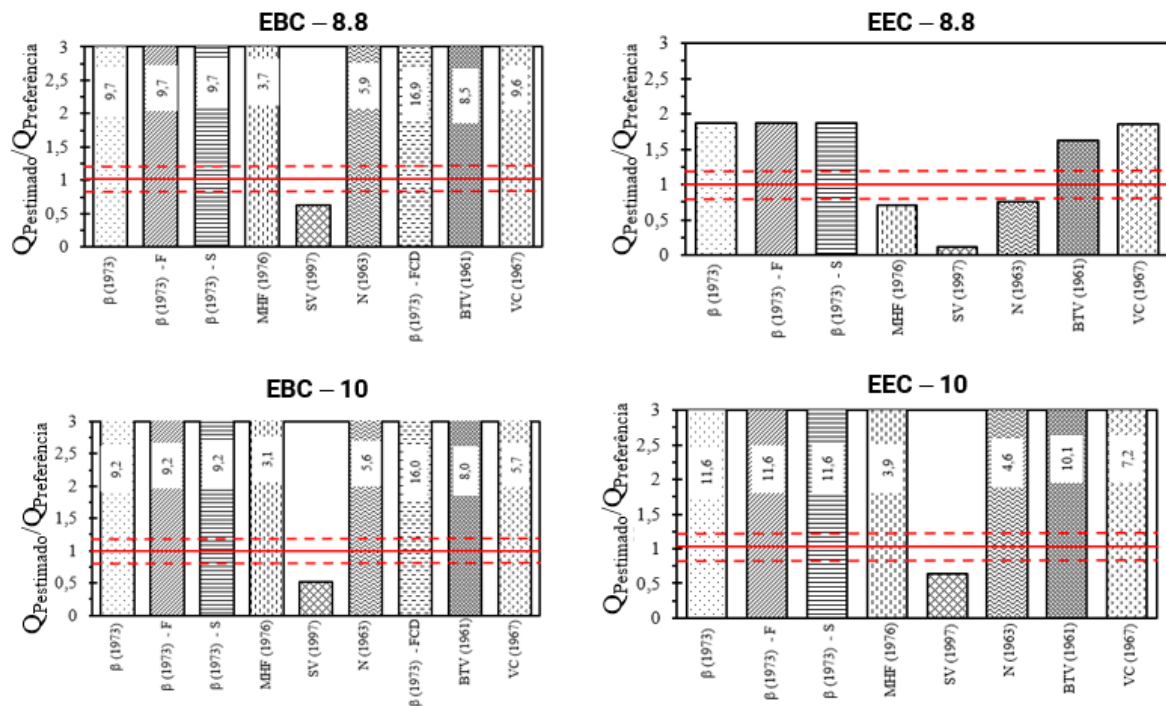 EBC – 8.8
QPestimado/QPreferência
3
2,5
2
1,5
1
0,5
0
9,7
9,7
9,7
3,7
5,9
16,9
8,5
9,6
β (1973)
β (1973) - F
β (1973) - S
MHF (1976)
SV (1997)
N (1963)
β (1973) - FCD
BTV (1961)
VC (1967)
EEC – 8.8
QPestimado/QPreferência
3
2,5
2
1,5
1
0,5
0
β (1973)
β (1973) - F
β (1973) - S
MHF (1976)
SV (1997)
N (1963)
BTV (1961)
VC (1967)
EBC – 10
QPestimado/QPreferência
3
2,5
2
1,5
1
0,5
0
9,2
9,2
9,2
3,1
5,6
16,0
8,0
5,7
β (1973)
β (1973) - F
β (1973) - S
MHF (1976)
SV (1997)
N (1963)
β (1973) - FCD
BTV (1961)
VC (1967)
EEC – 10
QPestimado/QPreferência
3
2,5
2
1,5
1
0,5
0
11,6
11,6
11,6
3,9
4,6
10,1
7,2
β (1973)
β (1973) - F
β (1973) - S
MHF (1976)
SV (1997)
N (1963)
BTV (1961)
VC (1967)